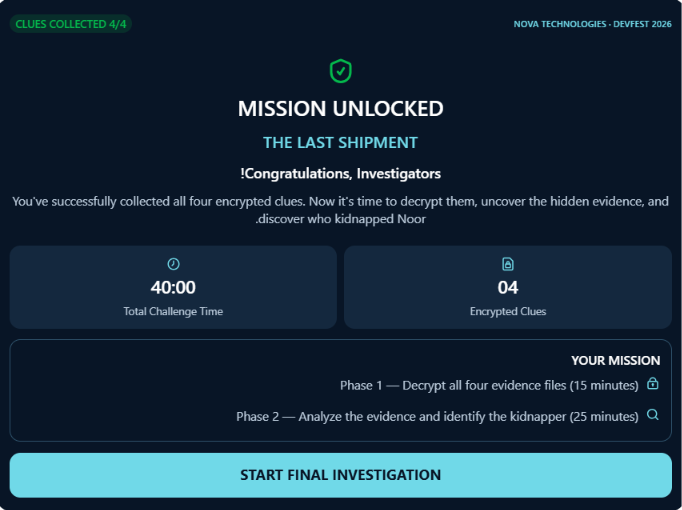 CLUES COLLECTED 4/4
NOVA TECHNOLOGIES · DEVFEST 2026
MISSION UNLOCKED
THE LAST SHIPMENT
!Congratulations, Investigators
You've successfully collected all four encrypted clues. Now it's time to decrypt them, uncover the hidden evidence, and
.discover who kidnapped Noor
40:00
Total Challenge Time
04
Encrypted Clues
YOUR MISSION
Phase 1 — Decrypt all four evidence files (15 minutes)
Phase 2 — Analyze the evidence and identify the kidnapper (25 minutes)
START FINAL INVESTIGATION